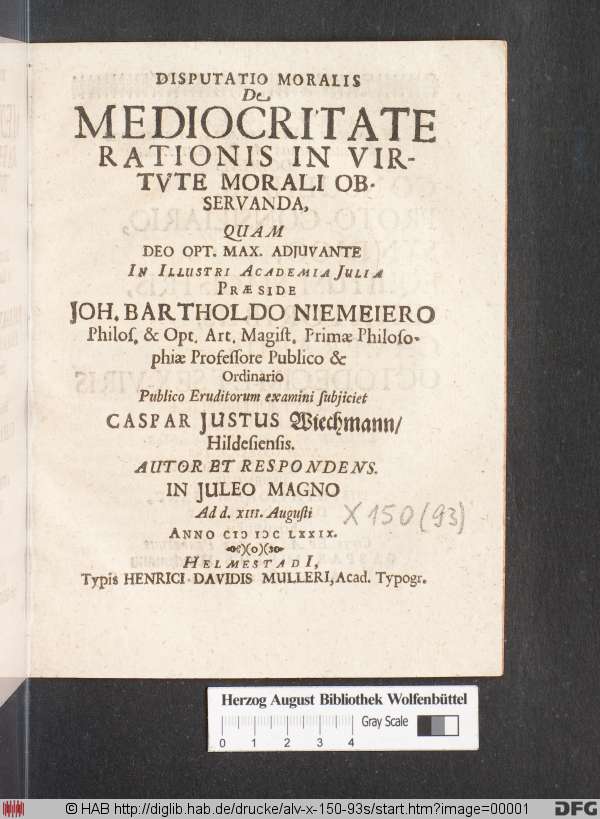 DISPUTATIO MORALIS
De
MEDIOCRITATE
RATIONIS IN VIR-
TVTE MORALI OB-
SERVANDA,
QUAM
DEO OPT. MAX. ADJUVANTE
IN ILLUSTRI ACADEMIA JULIA
PRÆSIDE
JOH. BARTHOLDO NIEMEIERO
Philos. & Opt. Art. Magiſt. Primæ Philoſo-
phiæ Profeſſore Publico &
Ordinario
Publico Eruditorum examini ſubjiciet
CASPAR JUSTUS Wiechmann/
Hildeſienſis.
AUTOR ET RESPONDENS.
IN JULEO MAGNO
Ad d. XIII. Auguſti
ANNO CIↃ IↃC LXXIX.
X 150 (93)
HELMESTADI,
Typis HENRICI DAVIDIS MULLERI, Acad. Typogr.
Herzog August Bibliothek Wolfenbüttel
Gray Scale
0 1 2 3 4
© HAB http://diglib.hab.de/drucke/alv-x-150-93s/start.htm?image=00001
DFG